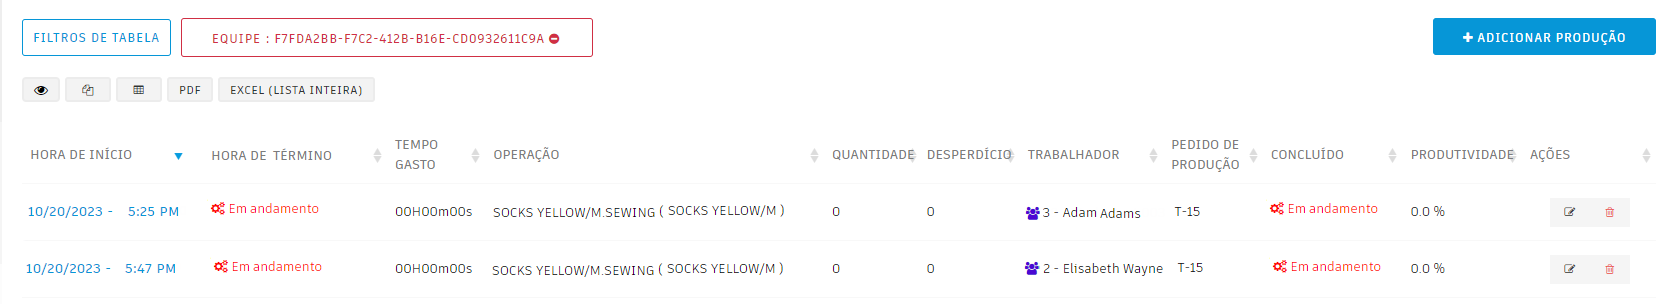 FILTROS DE TABELA
EQUIPE : F7FDA2BB-F7C2-412B-B16E-CD0932611C9A
ADICIONAR PRODUÇÃO
PDF
EXCEL (LISTA INTEIRA)
HORA DE INÍCIO
HORA DE TÉRMINO
TEMPO
GASTO
OPERAÇÃO
QUANTIDADE
DESPERDÍCIO
TRABALHADOR
PEDIDO DE
PRODUÇÃO
CONCLUÍDO
PRODUTIVIDADE
AÇÕES
10/20/2023 - 5:25 PM
Em andamento
00H00m00s
SOCKS YELLOW/M.SEWING ( SOCKS YELLOW/M )
0
0
3 - Adam Adams
T-15
Em andamento
0.0 %
10/20/2023 - 5:47 PM
Em andamento
00H00m00s
SOCKS YELLOW/M.SEWING ( SOCKS YELLOW/M )
0
0
2 - Elisabeth Wayne
T-15
Em andamento
0.0 %